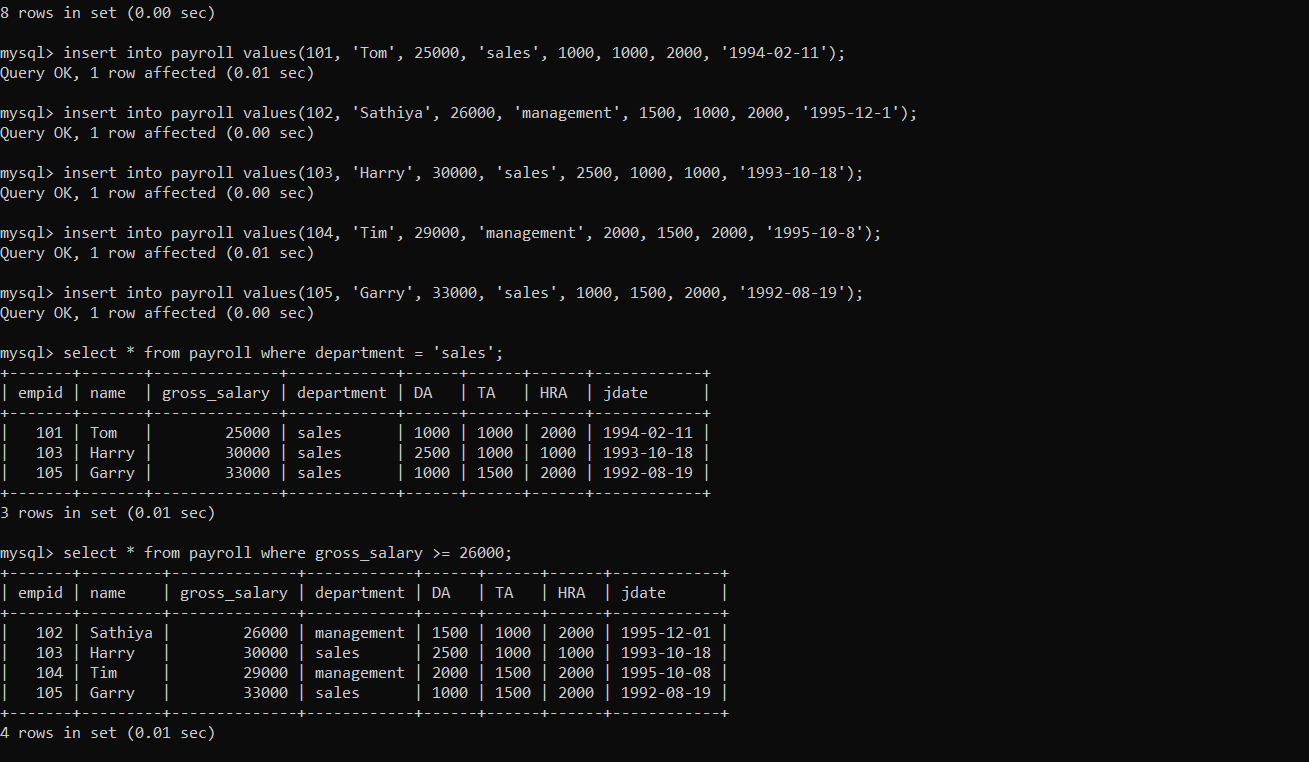 8 rows in set (0.00 sec)

mysql> insert into payroll values(101, 'Tom', 25000, 'sales', 1000, 1000, 2000, '1994-02-11');
Query OK, 1 row affected (0.01 sec)

mysql> insert into payroll values(102, 'Sathiya', 26000, 'management', 1500, 1000, 2000, '1995-12-1');
Query OK, 1 row affected (0.00 sec)

mysql> insert into payroll values(103, 'Harry', 30000, 'sales', 2500, 1000, 1000, '1993-10-18');
Query OK, 1 row affected (0.00 sec)

mysql> insert into payroll values(104, 'Tim', 29000, 'management', 2000, 1500, 2000, '1995-10-8');
Query OK, 1 row affected (0.01 sec)

mysql> insert into payroll values(105, 'Garry', 33000, 'sales', 1000, 1500, 2000, '1992-08-19');
Query OK, 1 row affected (0.00 sec)

mysql> select * from payroll where department = 'sales';
+-------+-------+--------------+------------+------+------+------+------------+
| empid | name  | gross_salary | department | DA   | TA   | HRA  | jdate      |
+-------+-------+--------------+------------+------+------+------+------------+
|   101 | Tom   |        25000 | sales      | 1000 | 1000 | 2000 | 1994-02-11 |
|   103 | Harry |        30000 | sales      | 2500 | 1000 | 1000 | 1993-10-18 |
|   105 | Garry |        33000 | sales      | 1000 | 1500 | 2000 | 1992-08-19 |
+-------+-------+--------------+------------+------+------+------+------------+
3 rows in set (0.01 sec)

mysql> select * from payroll where gross_salary >= 26000;
+-------+---------+--------------+------------+------+------+------+------------+
| empid | name    | gross_salary | department | DA   | TA   | HRA  | jdate      |
+-------+---------+--------------+------------+------+------+------+------------+
|   102 | Sathiya |        26000 | management | 1500 | 1000 | 2000 | 1995-12-01 |
|   103 | Harry   |        30000 | sales      | 2500 | 1000 | 1000 | 1993-10-18 |
|   104 | Tim     |        29000 | management | 2000 | 1500 | 2000 | 1995-10-08 |
|   105 | Garry   |        33000 | sales      | 1000 | 1500 | 2000 | 1992-08-19 |
+-------+---------+--------------+------------+------+------+------+------------+
4 rows in set (0.01 sec)